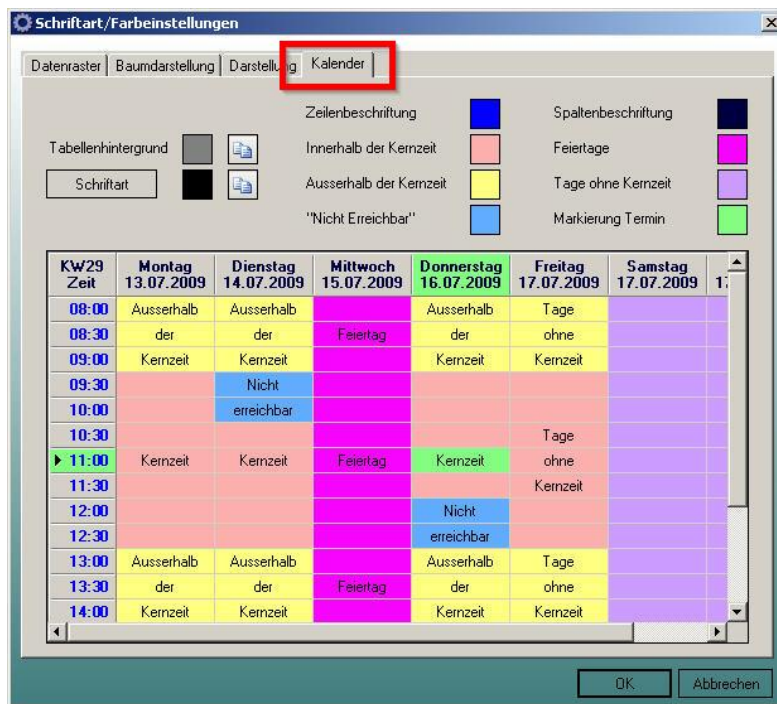 Schriftart/Farbeinstellungen
Datenraster Baumdarstellung Darstellung Kalender
Zeilenbeschriftung Spaltenbeschriftung
Tabellenhintergrund Innerhalb der Kernzeit Feiertage
Schriftart Ausserhalb der Kernzeit Tage ohne Kernzeit
"Nicht Erreichbar" Markierung Termin
KW29 Montag Dienstag Mittwoch Donnerstag Freitag Samstag
Zeit 13.07.2009 14.07.2009 15.07.2009 16.07.2009 17.07.2009 17.07.2009 1
08:00 Ausserhalb Ausserhalb Ausserhalb Tage
08:30 der der Feiertag der ohne
09:00 Kernzeit Kernzeit Kernzeit Kernzeit
09:30 Nicht
10:00 erreichbar
10:30 Tage
11:00 Kernzeit Kernzeit Feiertag Kernzeit ohne
11:30 Kernzeit
12:00 Nicht
12:30 erreichbar
13:00 Ausserhalb Ausserhalb Ausserhalb Tage
13:30 der der Feiertag der ohne
14:00 Kernzeit Kernzeit Kernzeit Kernzeit
OK Abbrechen